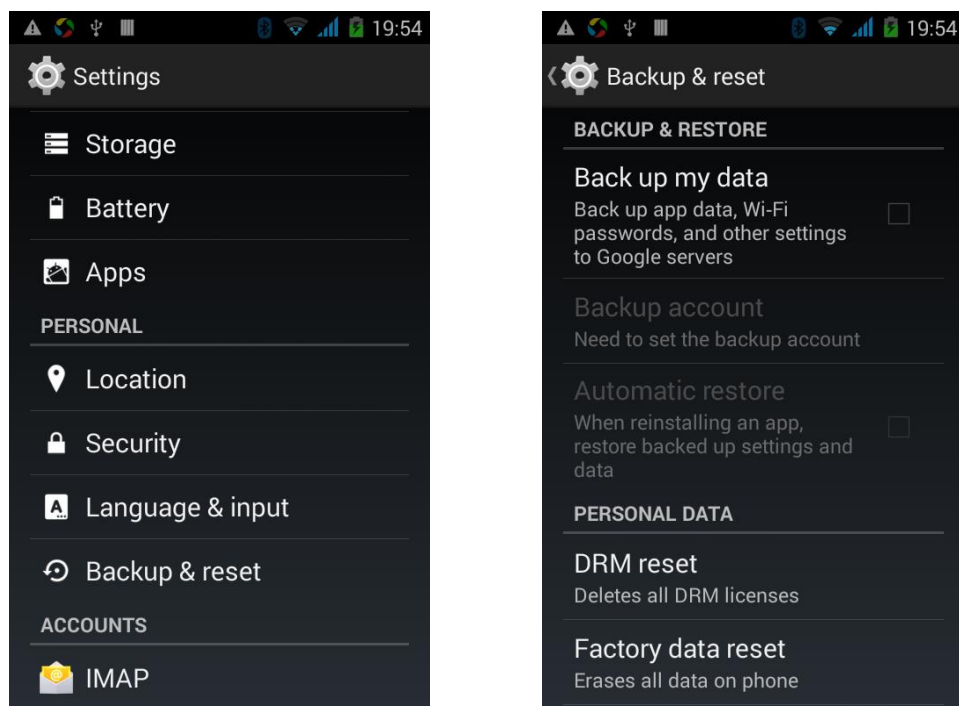 19:54
Settings
Storage
Battery
Apps
PERSONAL
Location
Security
Language & input
Backup & reset
ACCOUNTS
IMAP
19:54
Backup & reset
BACKUP & RESTORE
Back up my data
Back up app data, Wi-Fi
passwords, and other settings
to Google servers
Backup account
Need to set the backup account
Automatic restore
When reinstalling an app,
restore backed up settings and
data
PERSONAL DATA
DRM reset
Deletes all DRM licenses
Factory data reset
Erases all data on phone